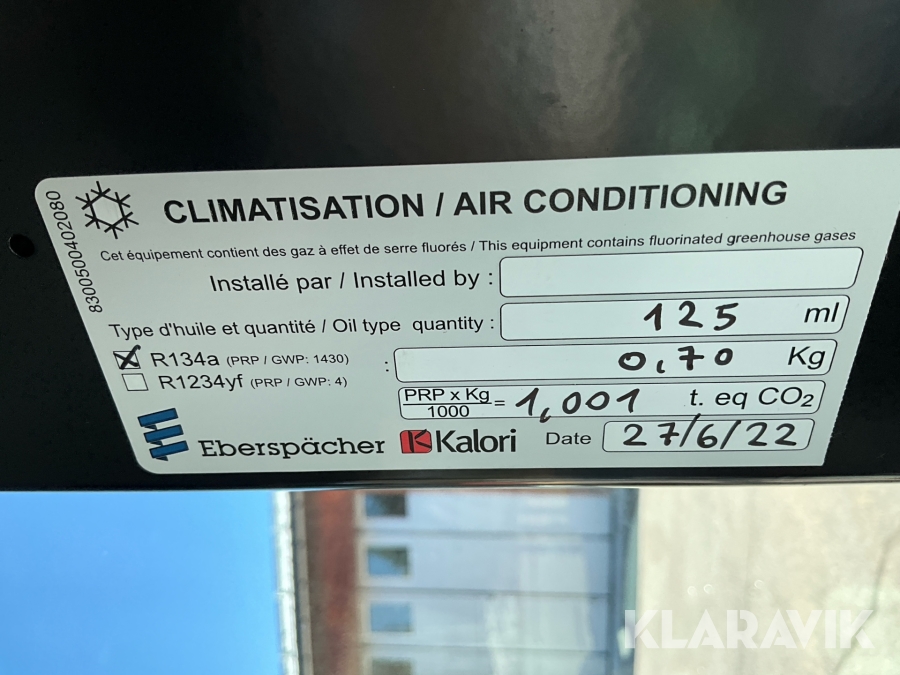 8300500402080
CLIMATISATION / AIR CONDITIONING
Cet équipement contient des gaz à effet de serre fluorés / This equipment contains fluorinated greenhouse gases
Installé par / Installed by :
Type d'huile et quantité / Oil type quantity : 125 ml
R134a (PRP / GWP: 1430) : 0,70 Kg
R1234yf (PRP / GWP: 4)
PRP x Kg
1000
= 1,001 t. eq CO2
Eberspächer Kalori Date 27/6/22
KLARAVIK